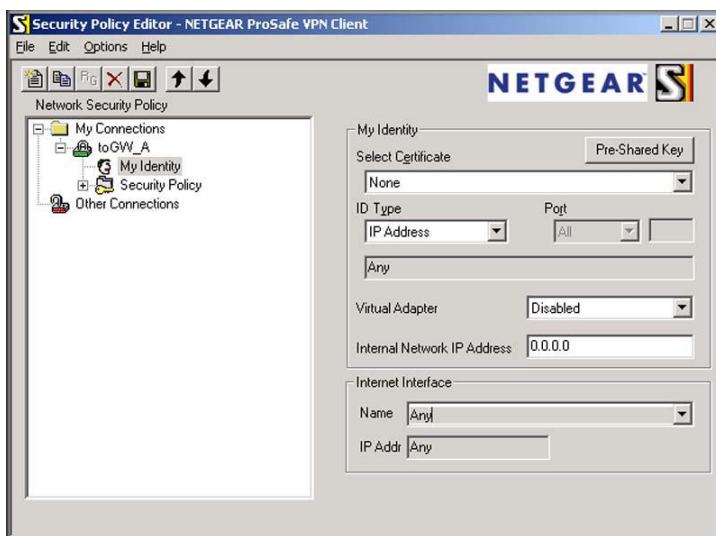 Security Policy Editor - NETGEAR ProSafe VPN Client
File Edit Options Help
NETGEAR S
Network Security Policy
My Connections
toGW_A
My Identity
Security Policy
Other Connections
My Identity
Select Certificate
Pre-Shared Key
None
ID Type
Port
IP Address
All
Any
Virtual Adapter
Disabled
Internal Network IP Address
0.0.0.0
Internet Interface
Name
Any
IP Addr
Any